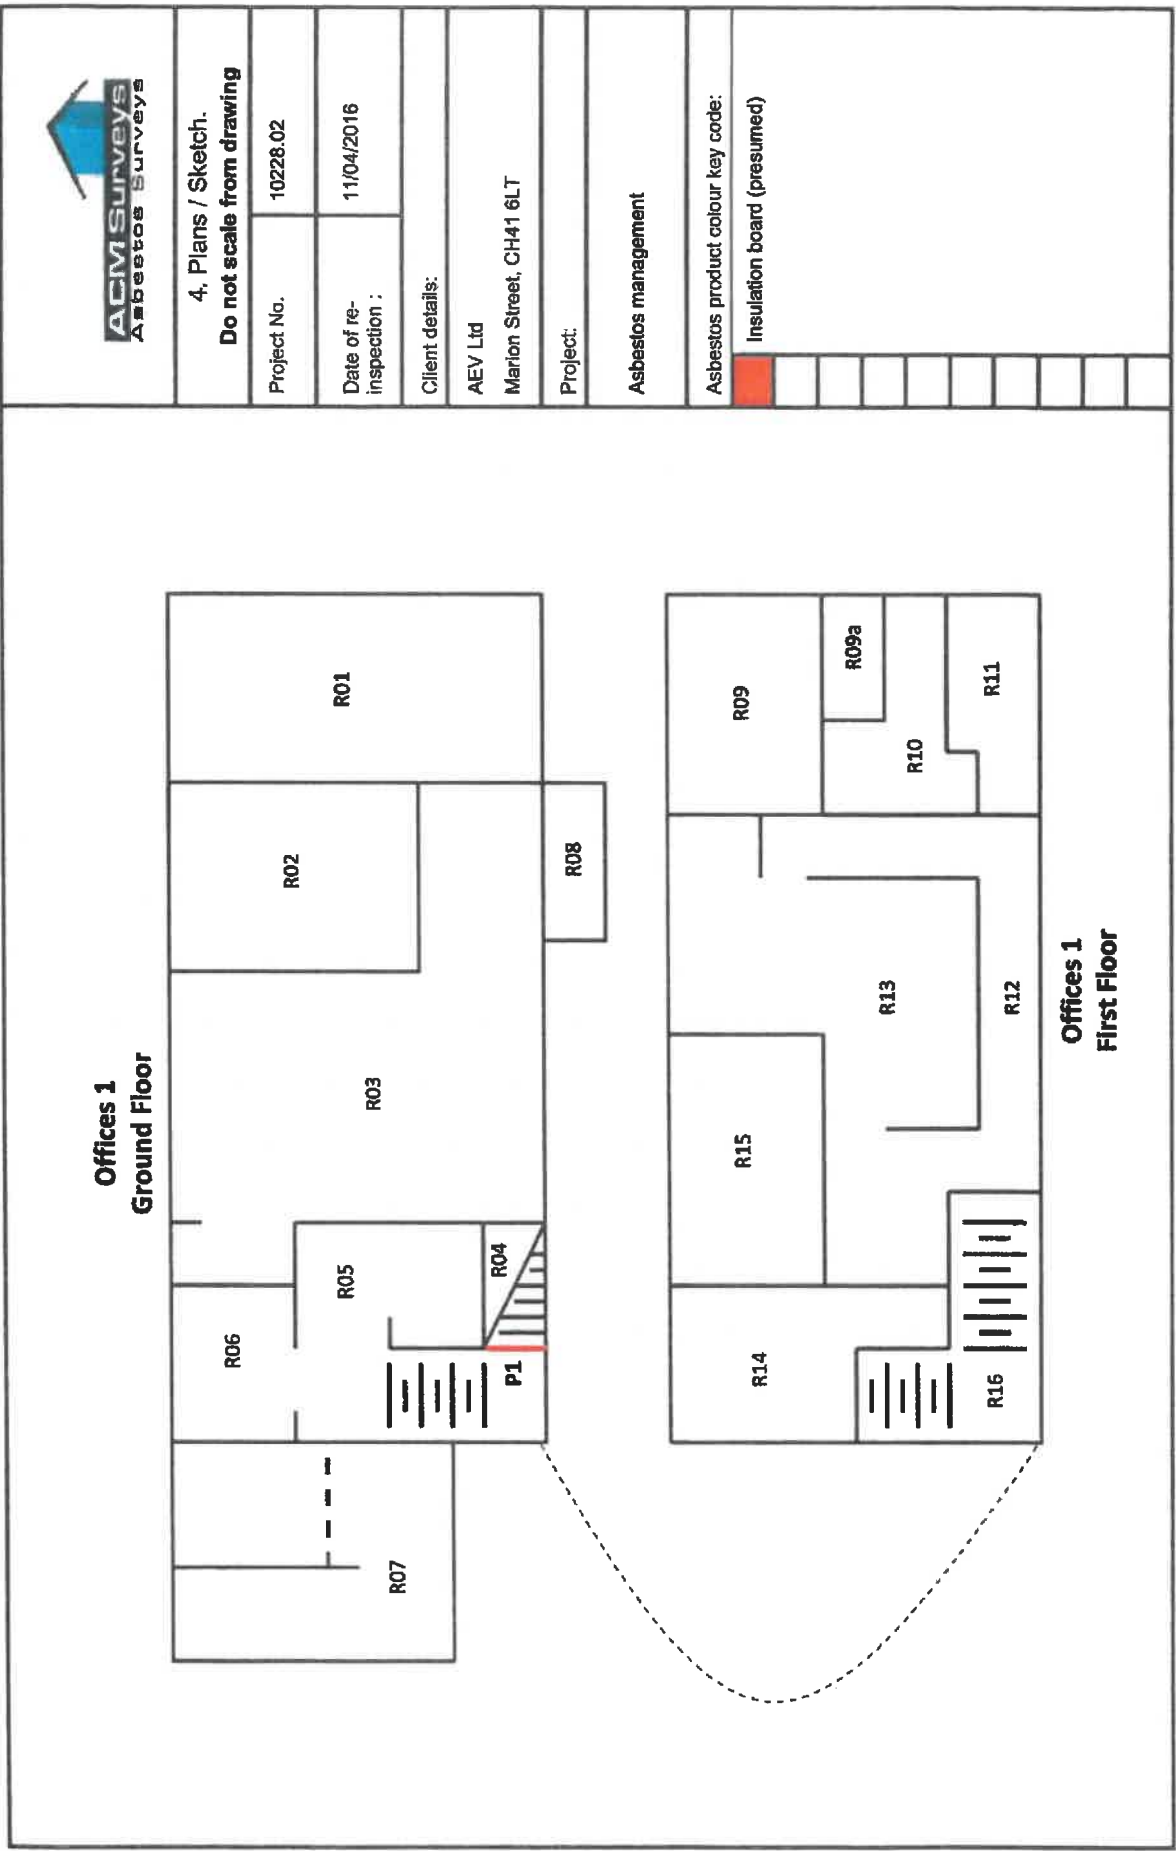 Offices 1
Ground Floor
R07
R06
R05
R04
P1
R03
R02
R08
R01
R14
R16
R15
R13
R12
R09
R09a
R10
R11
Offices 1
First Floor
ACM Surveys
Asbestos Surveys
4. Plans / Sketch.
Do not scale from drawing
Project No. 10228.02
Date of re-
inspection : 11/04/2016
Client details:
AEV Ltd
Marion Street, CH41 6LT
Project:
Asbestos management
Asbestos product colour key code:
Insulation board (presumed)